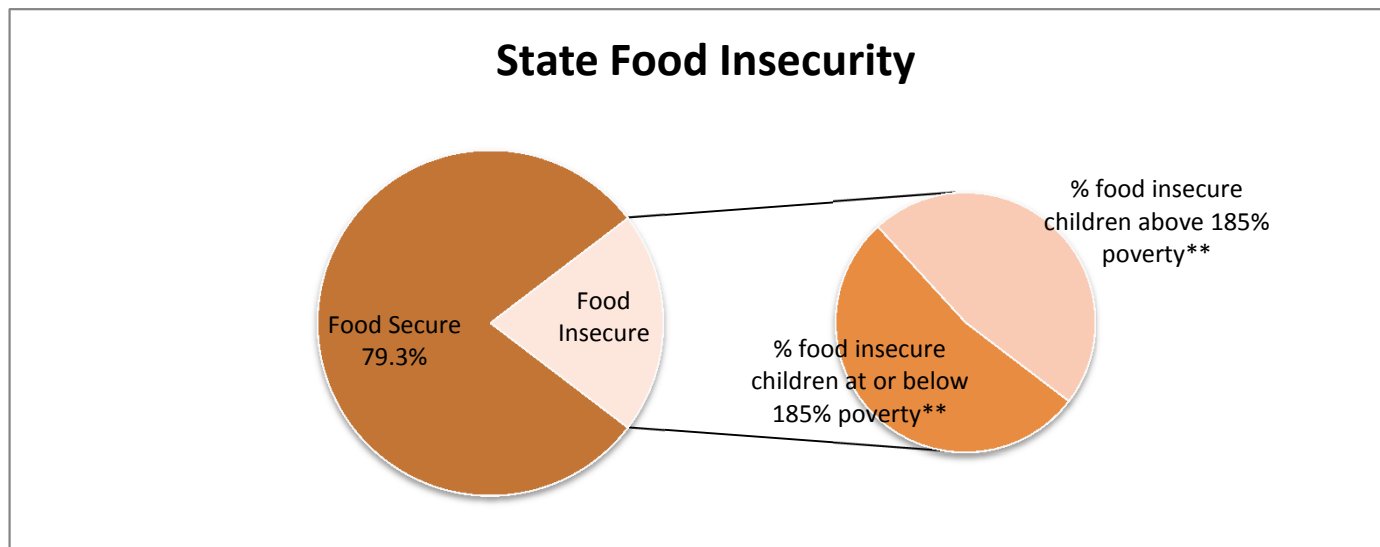 State Food Insecurity
Food Secure
79.3%
Food
Insecure
% food insecure
children at or below
185% poverty**
% food insecure
children above 185%
poverty**